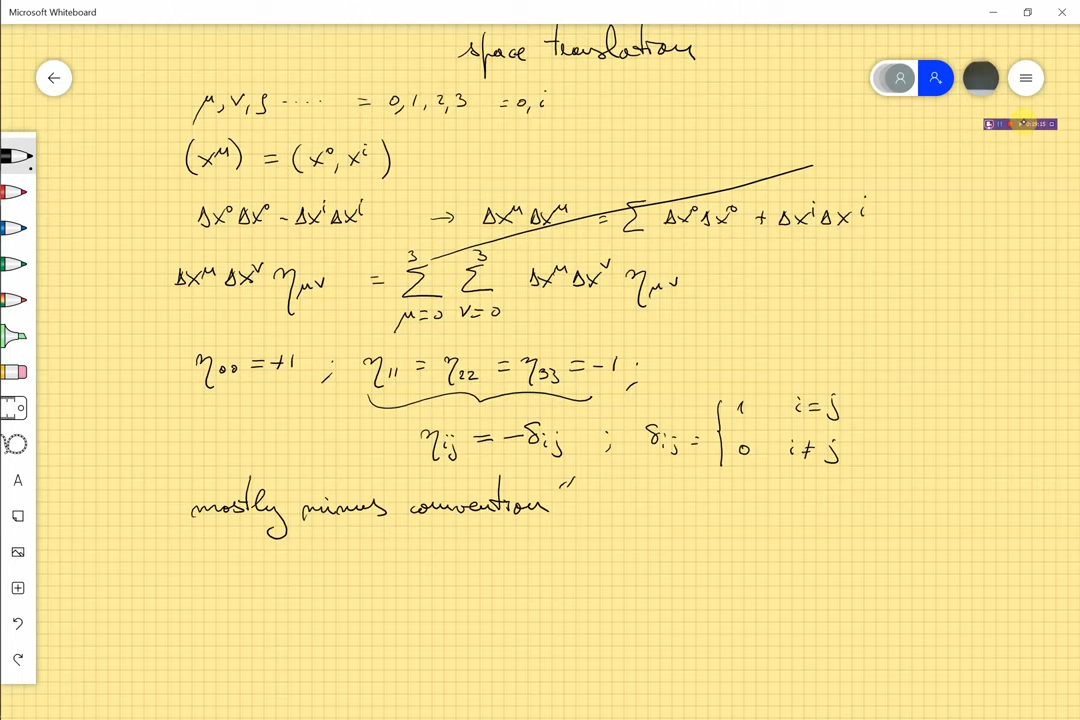 Microsoft Whiteboard
space translation
μ, ν, ρ ···· = 0, 1, 2, 3 = 0, i
(x^μ) = (x^0, x^i)
Δx^0 Δx^0 - Δx^i Δx^i → Δx^μ Δx^μ = Σ Δx^0 Δx^0 + Δx^i Δx^i
Δx^μ Δx^ν η_μν = Σ_{μ=0}^{3} Σ_{ν=0}^{3} Δx^μ Δx^ν η_μν
η_00 = +1 ; η_11 = η_22 = η_33 = -1 ;
η_ij = -δ_ij ; δ_ij = { 1 i = j
0 i ≠ j
mostly minus convention "
A